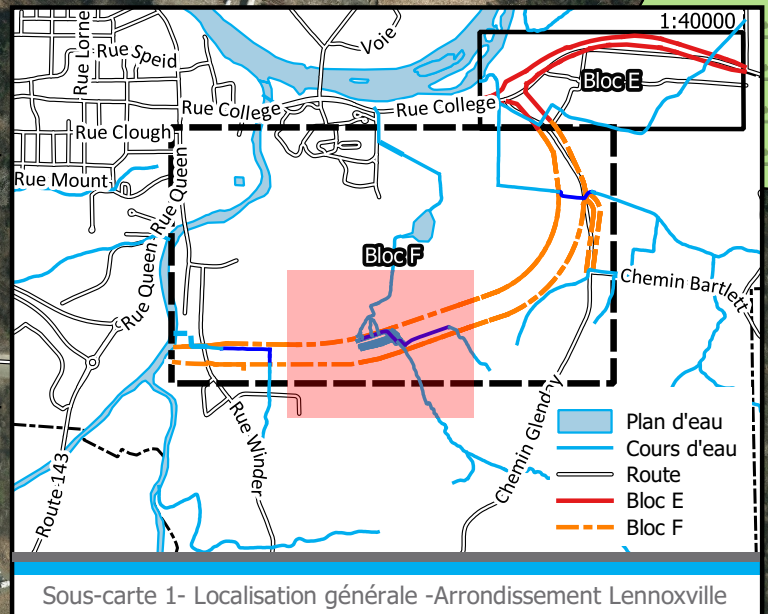 1:40000
Rue Lorne
Rue Speid
Voie
Bloc E
Rue College
Rue College
Rue Clough
Rue Mount
Rue Queen
Rue Queen
Bloc F
Chemin Bartlett
Rue Winder
Chemin Glenday
Route 143
Plan d'eau
Cours d'eau
Route
Bloc E
Bloc F
Sous-carte 1- Localisation générale -Arrondissement Lennoxville